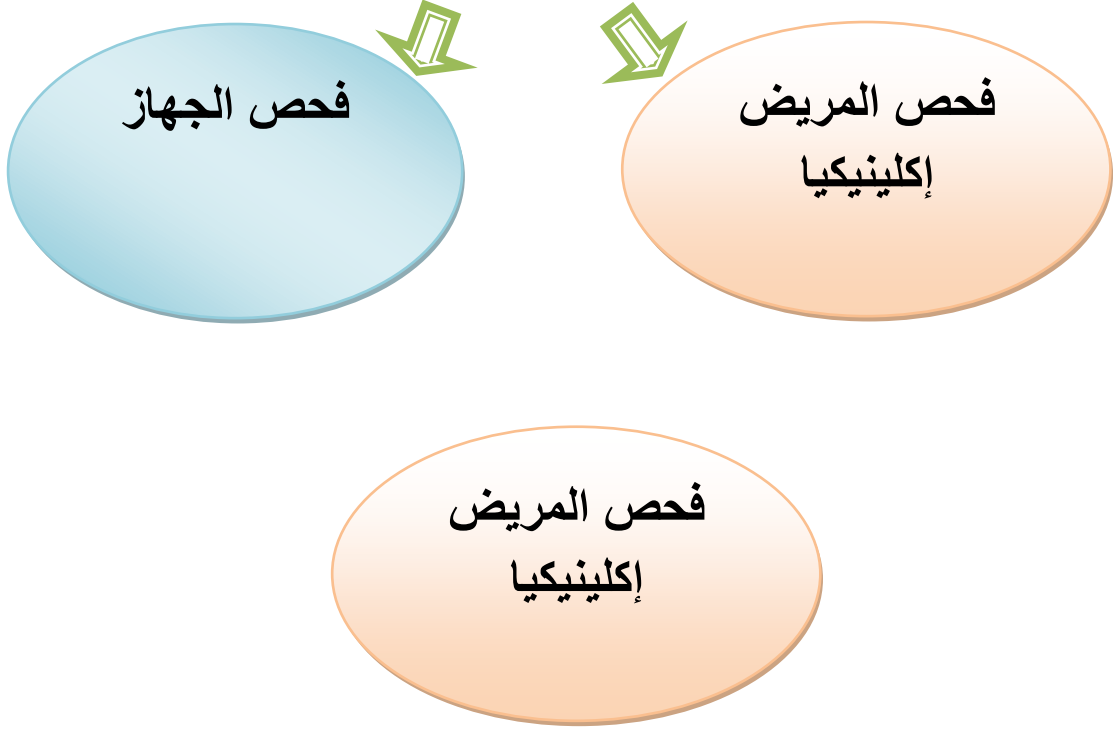 فحص المريض
إكلينيكيا
فحص الجهاز
فحص المريض
إكلينيكيا